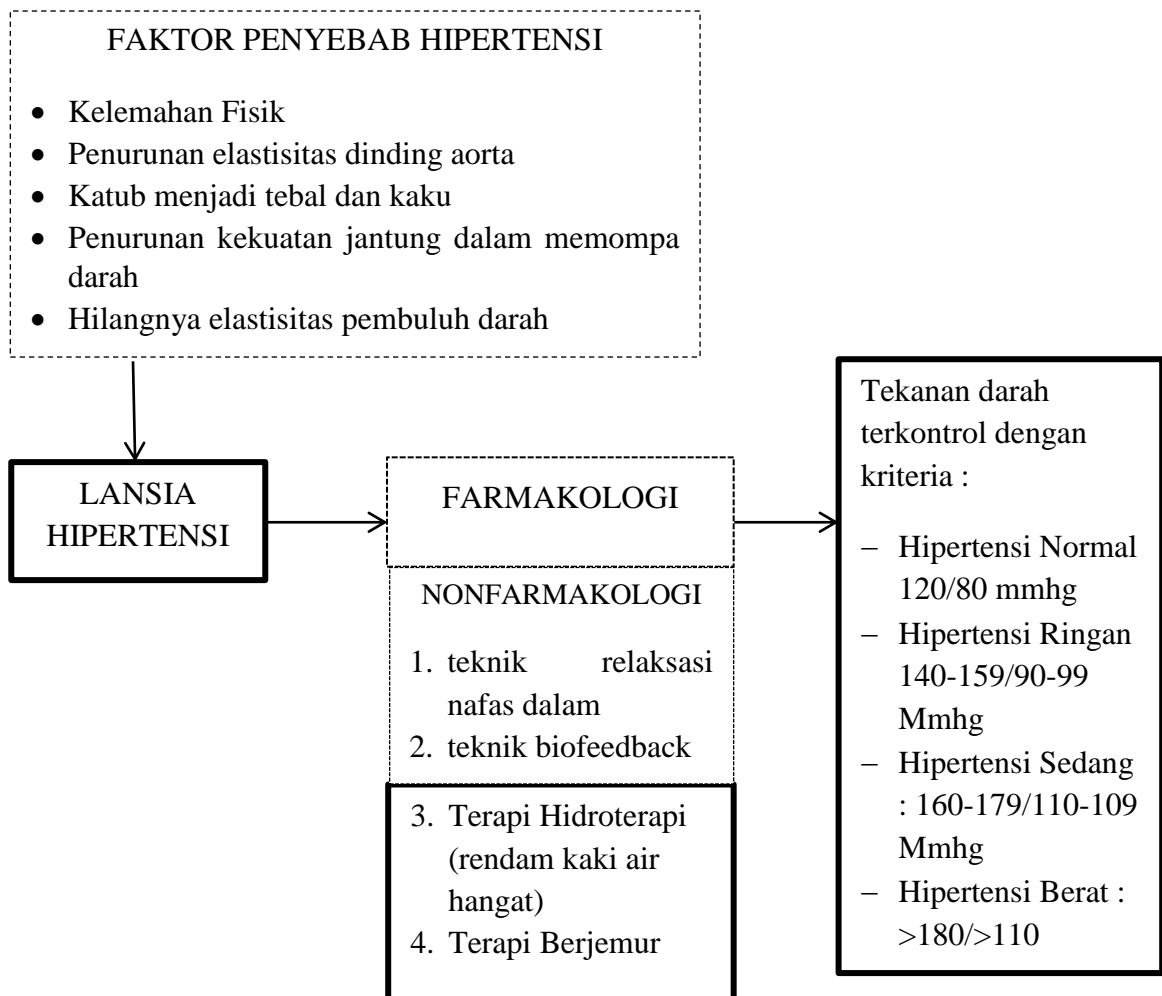 FAKTOR PENYEBAB HIPERTENSI
• Kelemahan Fisik
• Penurunan elastisitas dinding aorta
• Katub menjadi tebal dan kaku
• Penurunan kekuatan jantung dalam memompa
darah
• Hilangnya elastisitas pembuluh darah
LANSIA
HIPERTENSI
FARMAKOLOGI
NONFARMAKOLOGI
1. teknik relaksasi
nafas dalam
2. teknik biofeedback
3. Terapi Hidroterapi
(rendam kaki air
hangat)
4. Terapi Berjemur
Tekanan darah
terkontrol dengan
kriteria :
− Hipertensi Normal
120/80 mmhg
− Hipertensi Ringan
140-159/90-99
Mmhg
− Hipertensi Sedang
: 160-179/110-109
Mmhg
− Hipertensi Berat :
>180/>110